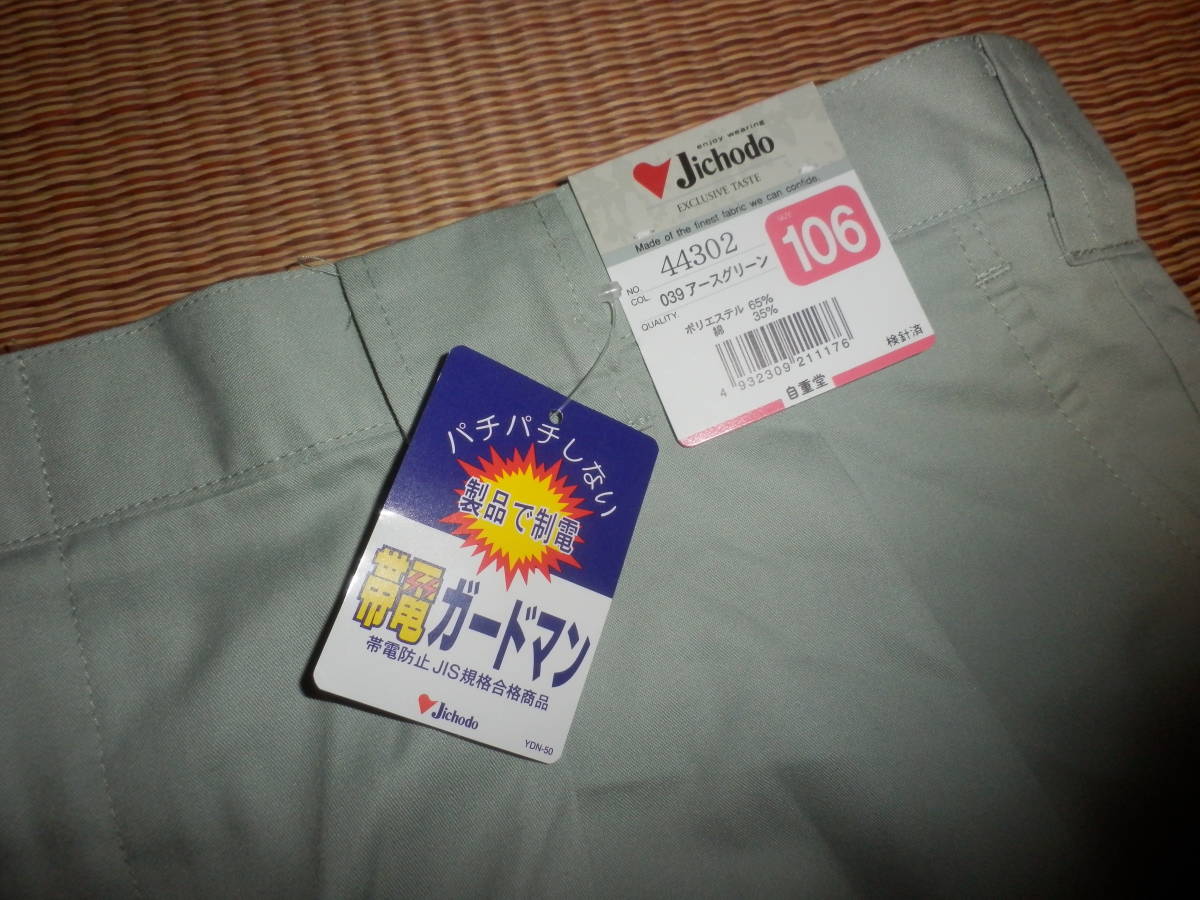 enjoy wearing
Jichodo
EXCLUSIVE TASTE
Made of the finest fabric we can confide.
NO. 44302
COL. 039 アースグリーン
SIZE 106
QUALITY. ポリエステル 65%
綿 35%
4 932309 211176
検針済
自重堂
パチパチしない
製品で制電
帯電ガードマン
帯電防止 JIS規格合格商品
Jichodo
YDN-50